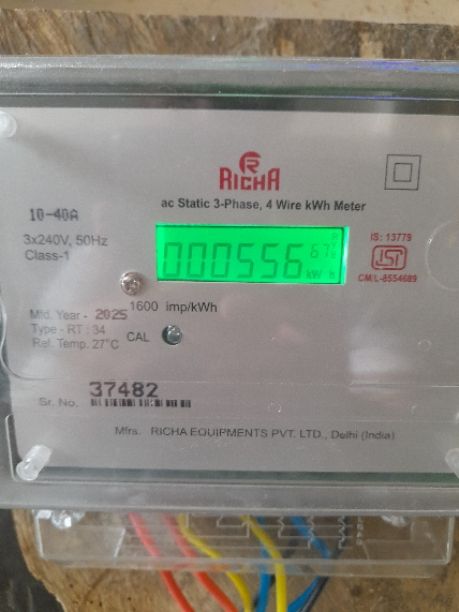 RICHA
ac Static 3-Phase, 4 Wire kWh Meter
10-40A
3x240V, 50Hz
Class-1
000556 67
kWh
IS: 13779
ISI
CM/L-8554689
1600 imp/kWh
Mfd. Year - 2025
Type - RT : 34
Ref. Temp. 27°C
CAL
Sr. No. 37482
Mfrs. RICHA EQUIPMENTS PVT. LTD., Delhi (India)